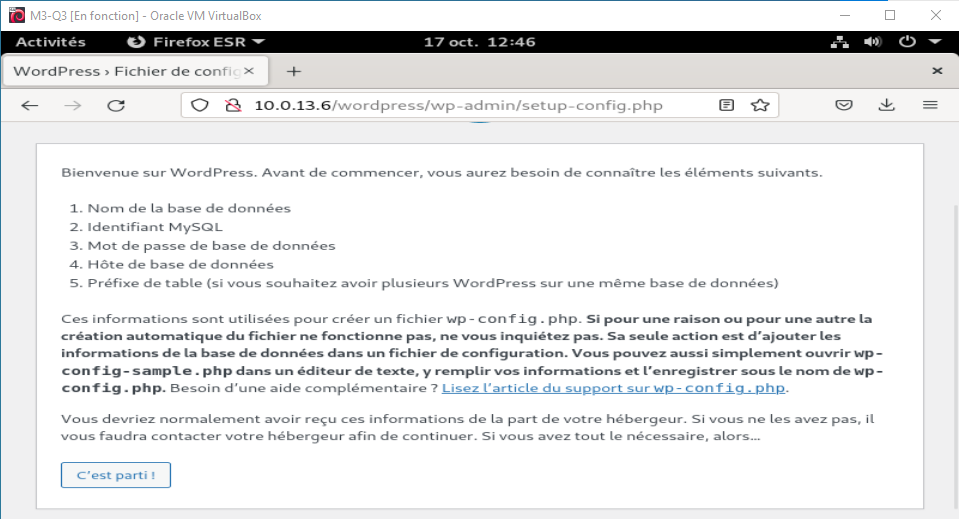 M3-Q3 [En fonction] - Oracle VM VirtualBox
Activités Firefox ESR 17 oct. 12:46
WordPress › Fichier de config
10.0.13.6/wordpress/wp-admin/setup-config.php
Bienvenue sur WordPress. Avant de commencer, vous aurez besoin de connaître les éléments suivants.
1. Nom de la base de données
2. Identifiant MySQL
3. Mot de passe de base de données
4. Hôte de base de données
5. Préfixe de table (si vous souhaitez avoir plusieurs WordPress sur une même base de données)
Ces informations sont utilisées pour créer un fichier wp-config.php. Si pour une raison ou pour une autre la
création automatique du fichier ne fonctionne pas, ne vous inquiétez pas. Sa seule action est d’ajouter les
informations de la base de données dans un fichier de configuration. Vous pouvez aussi simplement ouvrir wp-
config-sample.php dans un éditeur de texte, y remplir vos informations et l’enregistrer sous le nom de wp-
config.php. Besoin d’une aide complémentaire ? Lisez l’article du support sur wp-config.php.
Vous devriez normalement avoir reçu ces informations de la part de votre hébergeur. Si vous ne les avez pas, il
vous faudra contacter votre hébergeur afin de continuer. Si vous avez tout le nécessaire, alors…
C’est parti !